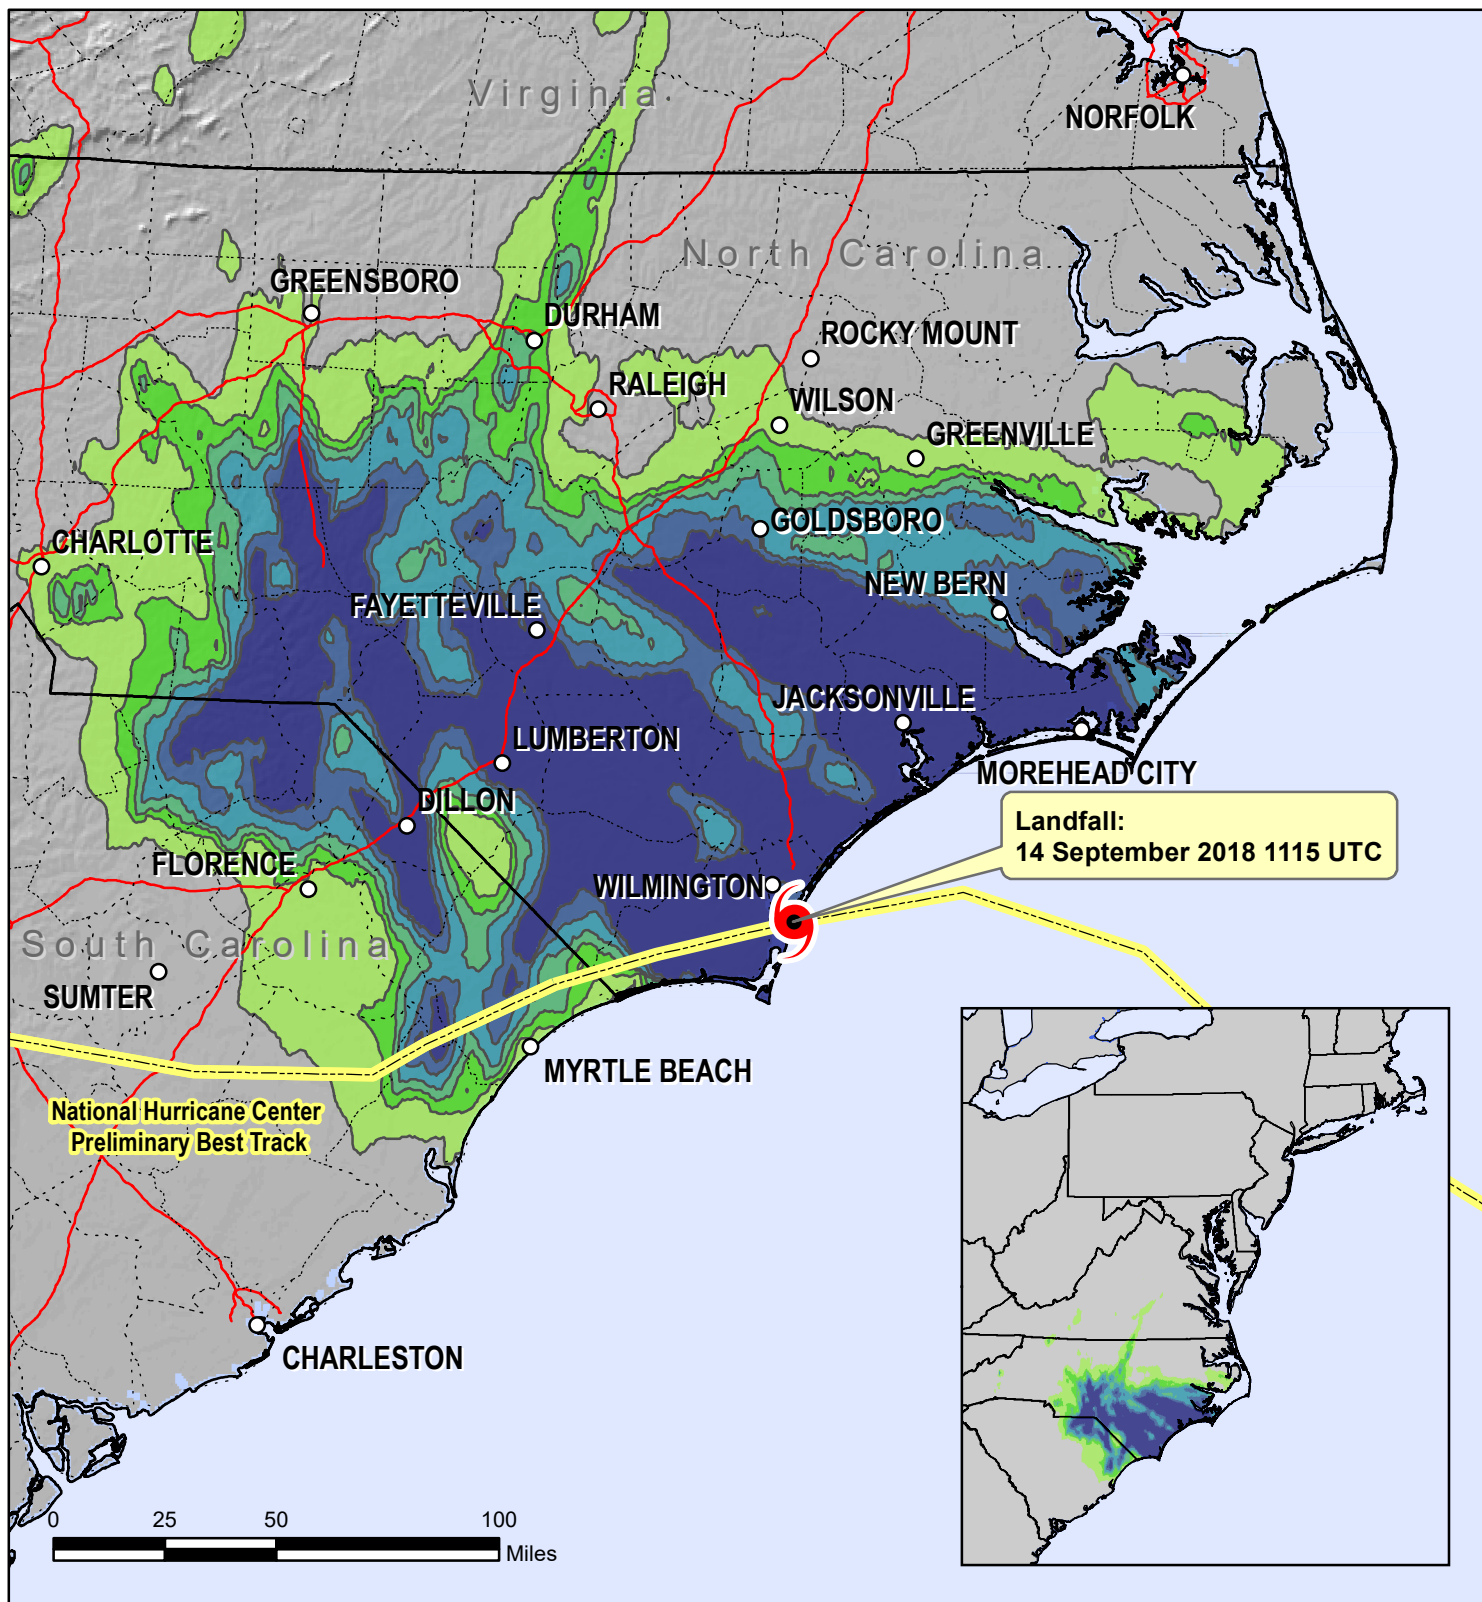 Virginia
NORFOLK
North Carolina
GREENSBORO
DURHAM
ROCKY MOUNT
RALEIGH
WILSON
GREENVILLE
GOLDSBORO
CHARLOTTE
NEW BERN
FAYETTEVILLE
JACKSONVILLE
LUMBERTON
MOREHEAD CITY
DILLON
Landfall:
14 September 2018 1115 UTC
FLORENCE
WILMINGTON
South Carolina
SUMTER
MYRTLE BEACH
National Hurricane Center
Preliminary Best Track
CHARLESTON
0 25 50 100
Miles